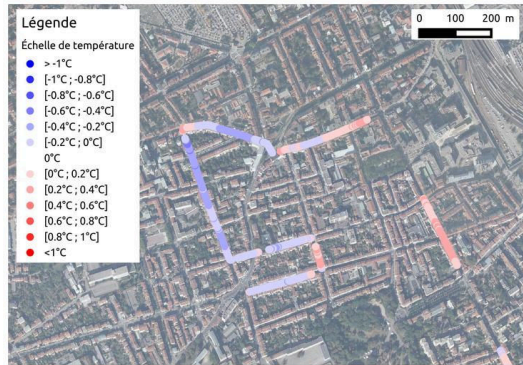 Légende
Échelle de température
> -1°C
[-1°C ; -0.8°C]
[-0.8°C ; -0.6°C]
[-0.6°C ; -0.4°C]
[-0.4°C ; -0.2°C]
[-0.2°C ; 0°C]
0°C
[0°C ; 0.2°C]
[0.2°C ; 0.4°C]
[0.4°C ; 0.6°C]
[0.6°C ; 0.8°C]
[0.8°C ; 1°C]
<1°C
0 100 200 m